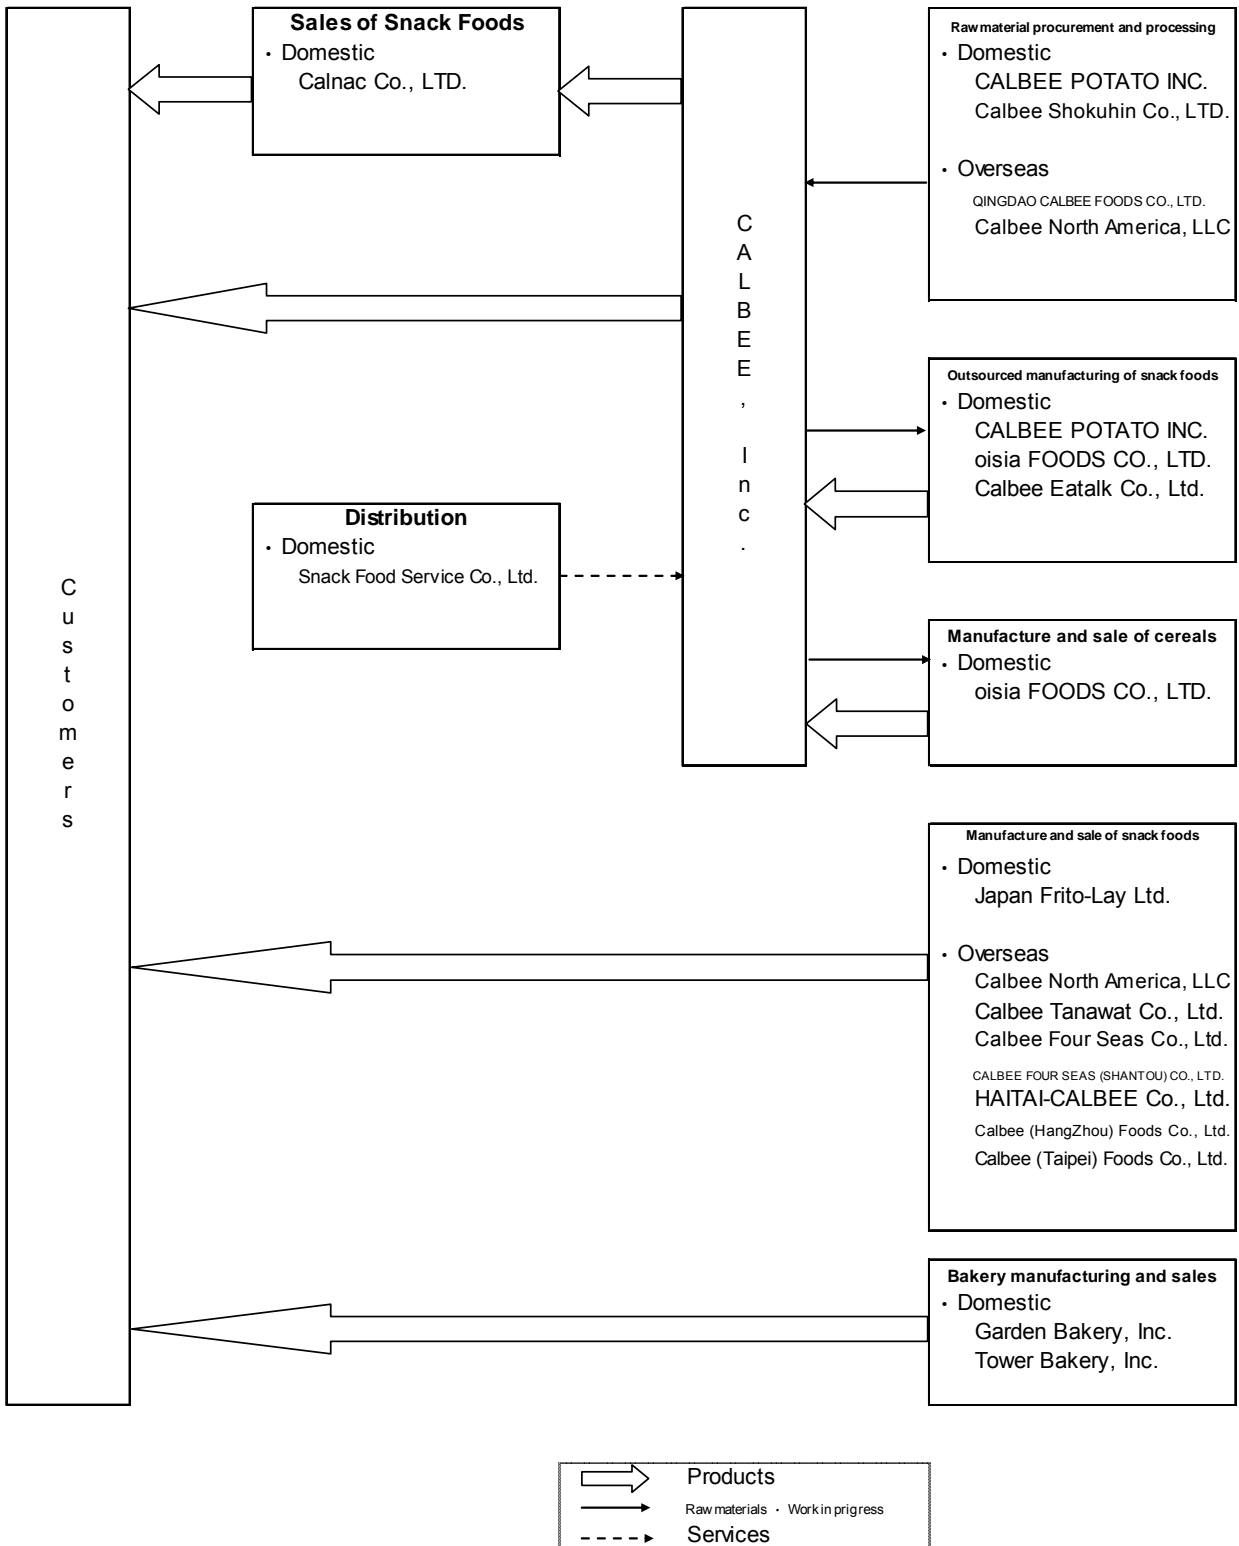 Sales of Snack Foods
・ Domestic
Calnac Co., LTD.
Raw material procurement and processing
・ Domestic
CALBEE POTATO INC.
Calbee Shokuhin Co., LTD.
・ Overseas
QINGDAO CALBEE FOODS CO., LTD.
Calbee North America, LLC
CALBEE, Inc.
Outsourced manufacturing of snack foods
・ Domestic
CALBEE POTATO INC.
oisia FOODS CO., LTD.
Calbee Eatalk Co., Ltd.
Distribution
・ Domestic
Snack Food Service Co., Ltd.
Customers
Manufacture and sale of cereals
・ Domestic
oisia FOODS CO., LTD.
Manufacture and sale of snack foods
・ Domestic
Japan Frito-Lay Ltd.
・ Overseas
Calbee North America, LLC
Calbee Tanawat Co., Ltd.
Calbee Four Seas Co., Ltd.
CALBEE FOUR SEAS (SHANTOU) CO., LTD.
HAITAI-CALBEE Co., Ltd.
Calbee (HangZhou) Foods Co., Ltd.
Calbee (Taipei) Foods Co., Ltd.
Bakery manufacturing and sales
・ Domestic
Garden Bakery, Inc.
Tower Bakery, Inc.
Products
Raw materials ・ Work in prigress
Services